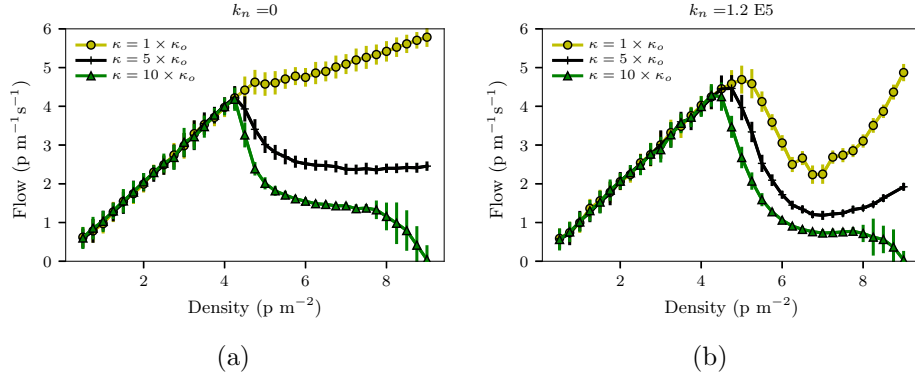 k_n =0
Flow (p m⁻¹s⁻¹)
6
5
4
3
2
1
0
κ = 1 × κ_o
κ = 5 × κ_o
κ = 10 × κ_o
2 4 6 8
Density (p m⁻²)
(a)
k_n =1.2 E5
Flow (p m⁻¹s⁻¹)
6
5
4
3
2
1
0
κ = 1 × κ_o
κ = 5 × κ_o
κ = 10 × κ_o
2 4 6 8
Density (p m⁻²)
(b)